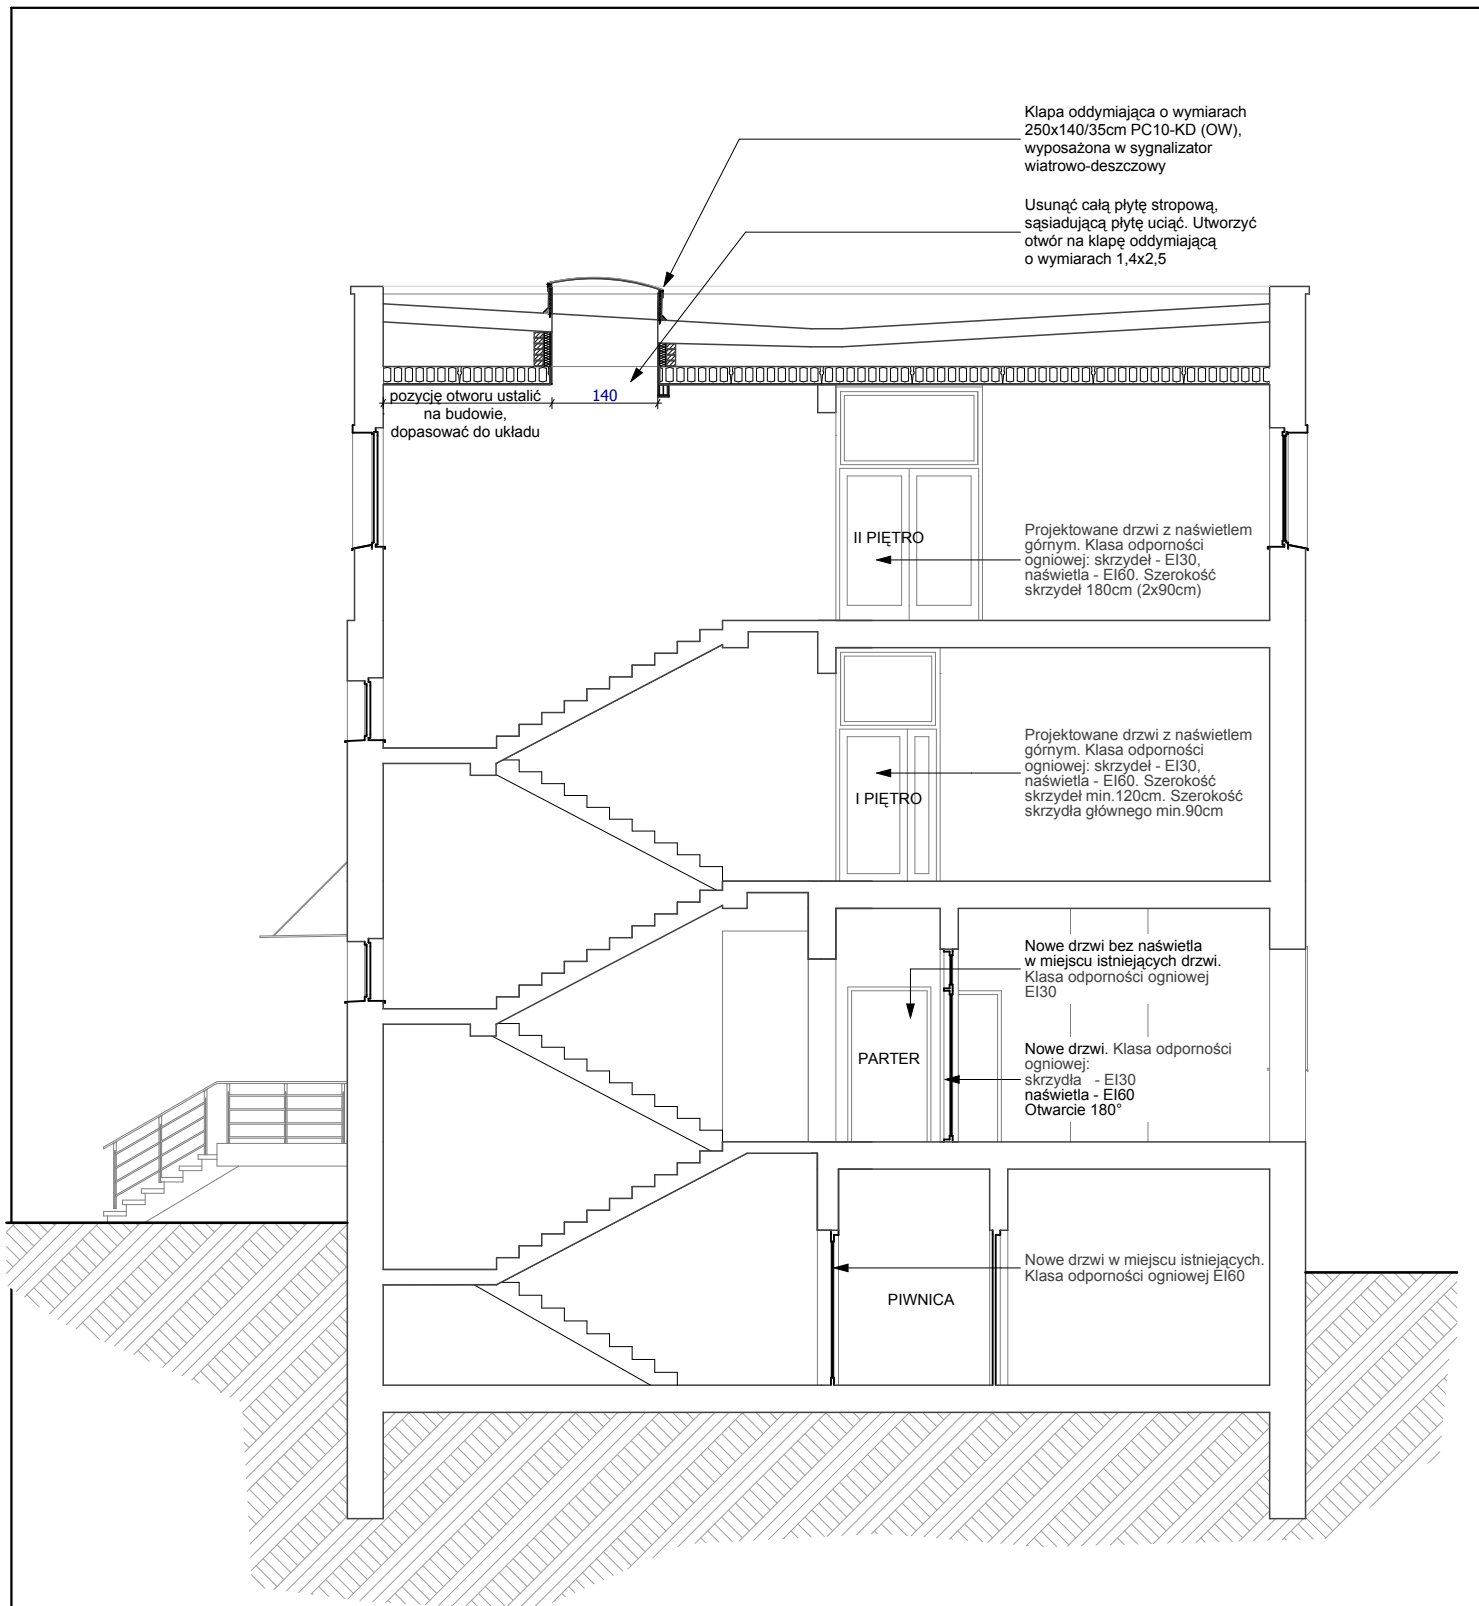 Klapa oddymiająca o wymiarach
250x140/35cm PC10-KD (OW),
wyposażona w sygnalizator
wiatrowo-deszczowy
Usunąć całą płytę stropową,
sąsiadującą płytę uciąć. Utworzyć
otwór na klapę oddymiającą
o wymiarach 1,4x2,5
pozycję otworu ustalić
na budowie,
dopasować do układu
140
II PIĘTRO
Projektowane drzwi z naświetlem
górnym. Klasa odporności
ogniowej: skrzydeł - EI30,
naświetla - EI60. Szerokość
skrzydeł 180cm (2x90cm)
I PIĘTRO
Projektowane drzwi z naświetlem
górnym. Klasa odporności
ogniowej: skrzydeł - EI30,
naświetla - EI60. Szerokość
skrzydeł min.120cm. Szerokość
skrzydła głównego min.90cm
Nowe drzwi bez naświetla
w miejscu istniejących drzwi.
Klasa odporności ogniowej
EI30
PARTER
Nowe drzwi. Klasa odporności
ogniowej:
skrzydła - EI30
naświetla - EI60
Otwarcie 180°
Nowe drzwi w miejscu istniejących.
Klasa odporności ogniowej EI60
PIWNICA